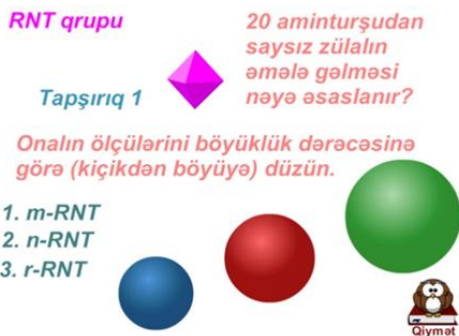 RNT qrupu
20 aminturşudan
saysız zülalın
əmələ gəlməsi
nəyə əsaslanır?
Tapşırıq 1
Onalın ölçülərini böyüklük dərəcəsinə
görə (kiçikdən böyüyə) düzün.
1. m-RNT
2. n-RNT
3. r-RNT
Qiymət